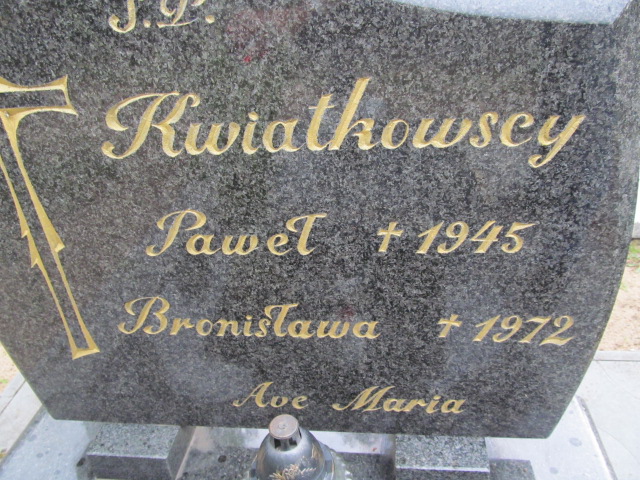 Ś.P.
Kwiatkowscy
Paweł † 1945
Bronisława † 1972
Ave Maria